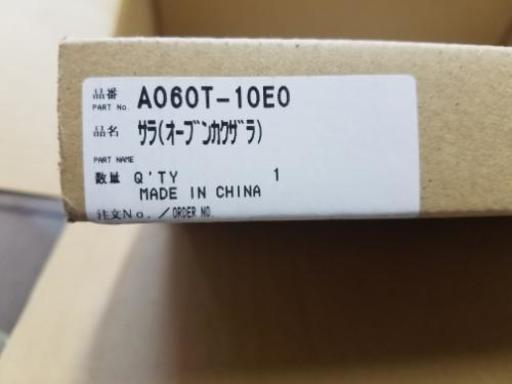 品番 PART No. A060T-10E0
品名 ｻﾗ(ｵｰﾌﾞﾝｶｸｻﾞﾗ)
PART NAME
数量 Q'TY 1
MADE IN CHINA
注文No. / ORDER NO.